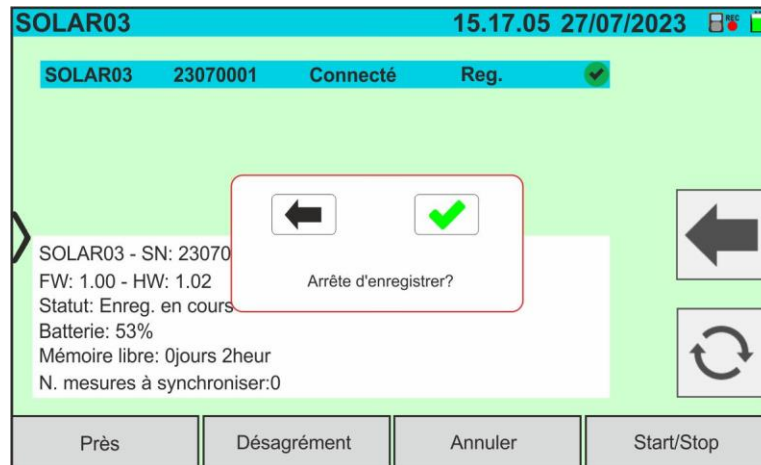 SOLAR03 15.17.05 27/07/2023 REC
SOLAR03 23070001 Connecté Reg.
Arrête d'enregistrer?
SOLAR03 - SN: 23070
FW: 1.00 - HW: 1.02
Statut: Enreg. en cours
Batterie: 53%
Mémoire libre: 0jours 2heur
N. mesures à synchroniser:0
Près Désagrément Annuler Start/Stop